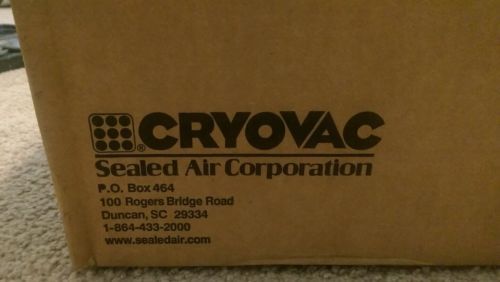 ®CRYOVAC
Sealed Air Corporation
P.O. Box 464
100 Rogers Bridge Road
Duncan, SC 29334
1-864-433-2000
www.sealedair.com